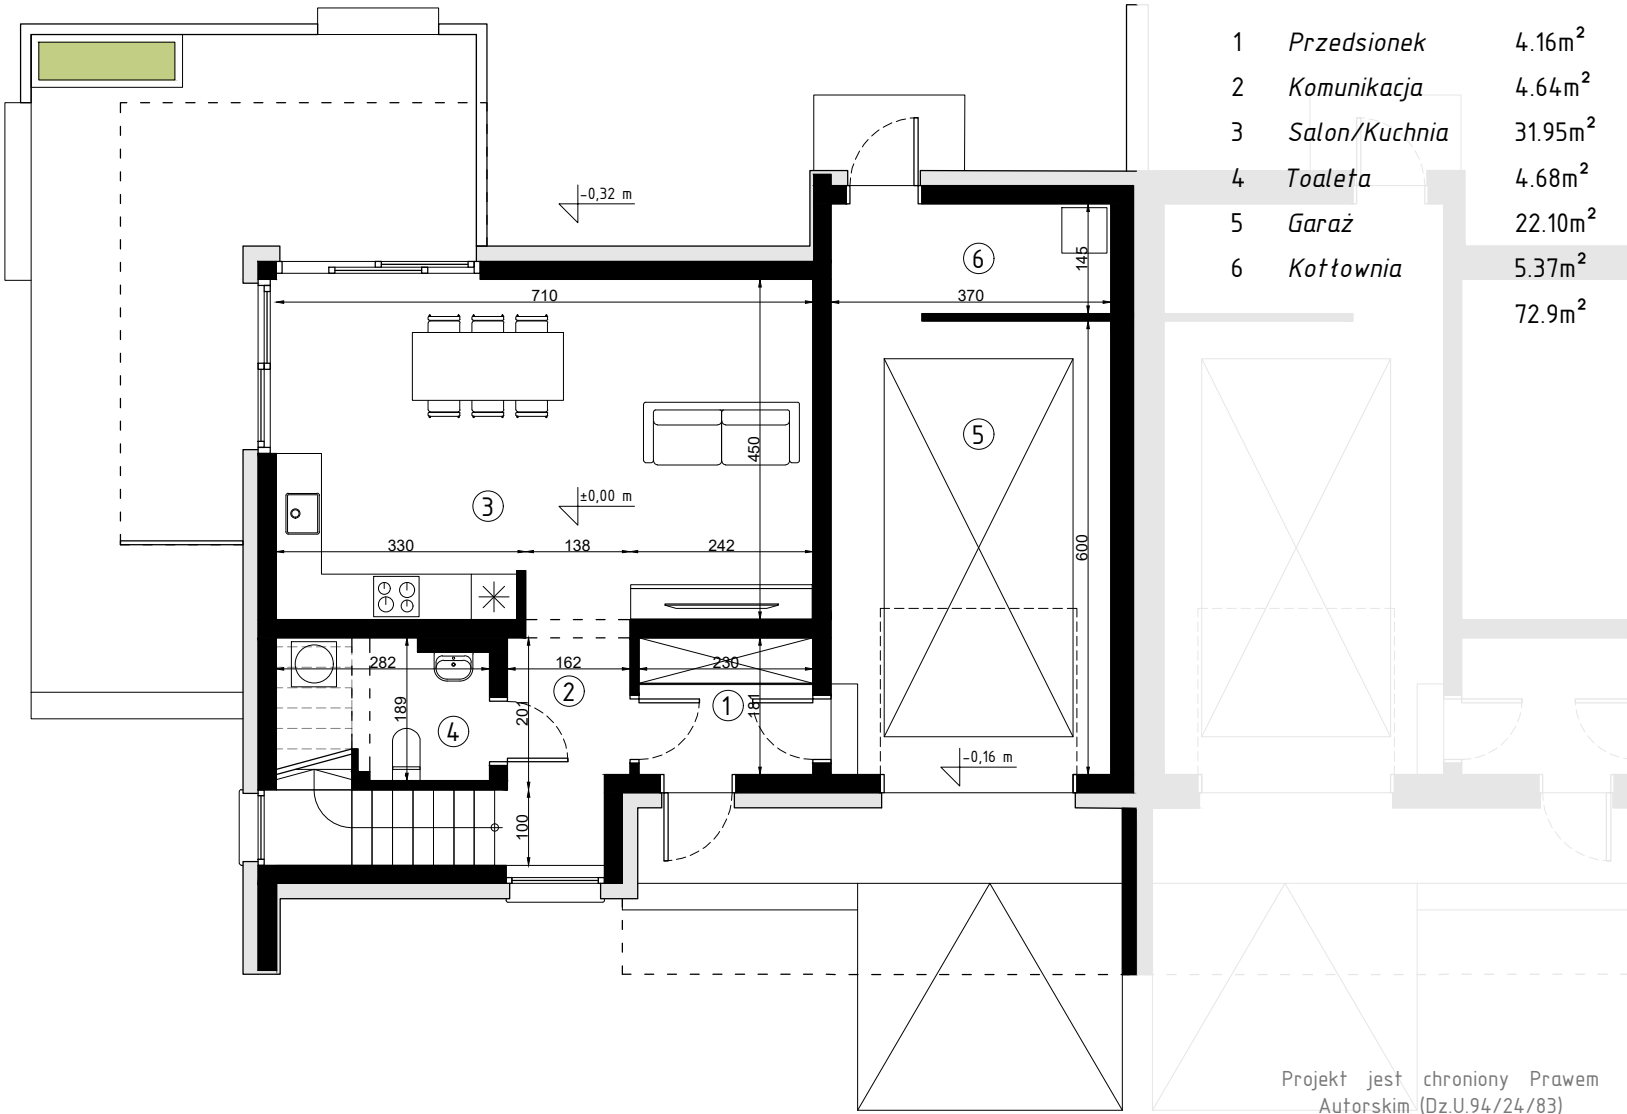 1 Przedsionek 4.16m²
2 Komunikacja 4.64m²
3 Salon/Kuchnia 31.95m²
4 Toaleta 4.68m²
5 Garaż 22.10m²
6 Kotłownia 5.37m²
72.9m²
-0,32 m
6
145
710
370
450
5
3
±0,00 m
330
138
242
600
282
162
230
2
189
201
1
181
4
-0,16 m
100
Projekt jest chroniony Prawem
Autorskim (Dz.U.94/24/83)